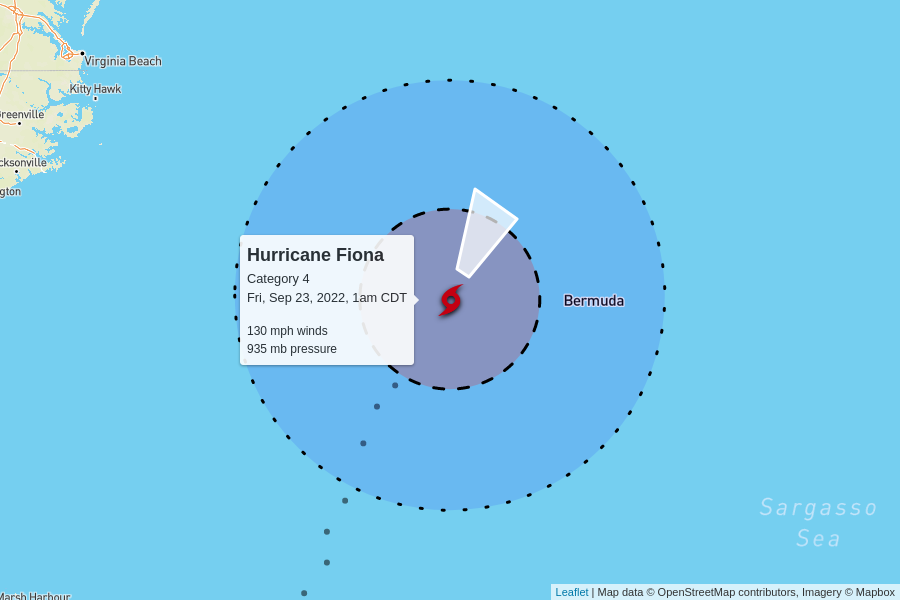 Virginia Beach
Kitty Hawk
Greenville
cksonville
gton
Hurricane Fiona
Category 4
Fri, Sep 23, 2022, 1am CDT
130 mph winds
935 mb pressure
Bermuda
Sargasso
Sea
Marsh Harbour
Leaflet | Map data © OpenStreetMap contributors, Imagery © Mapbox